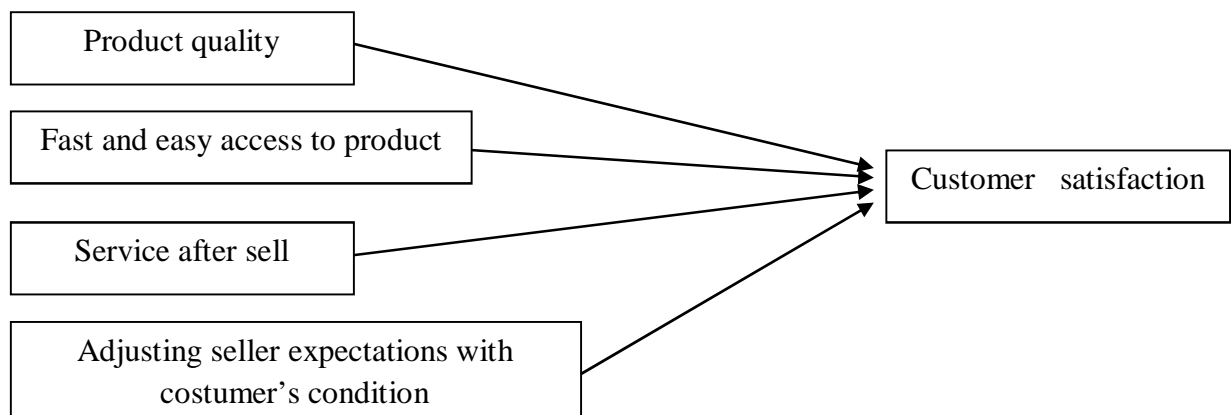 Product quality
Fast and easy access to product
Customer satisfaction
Service after sell
Adjusting seller expectations with
costumer’s condition